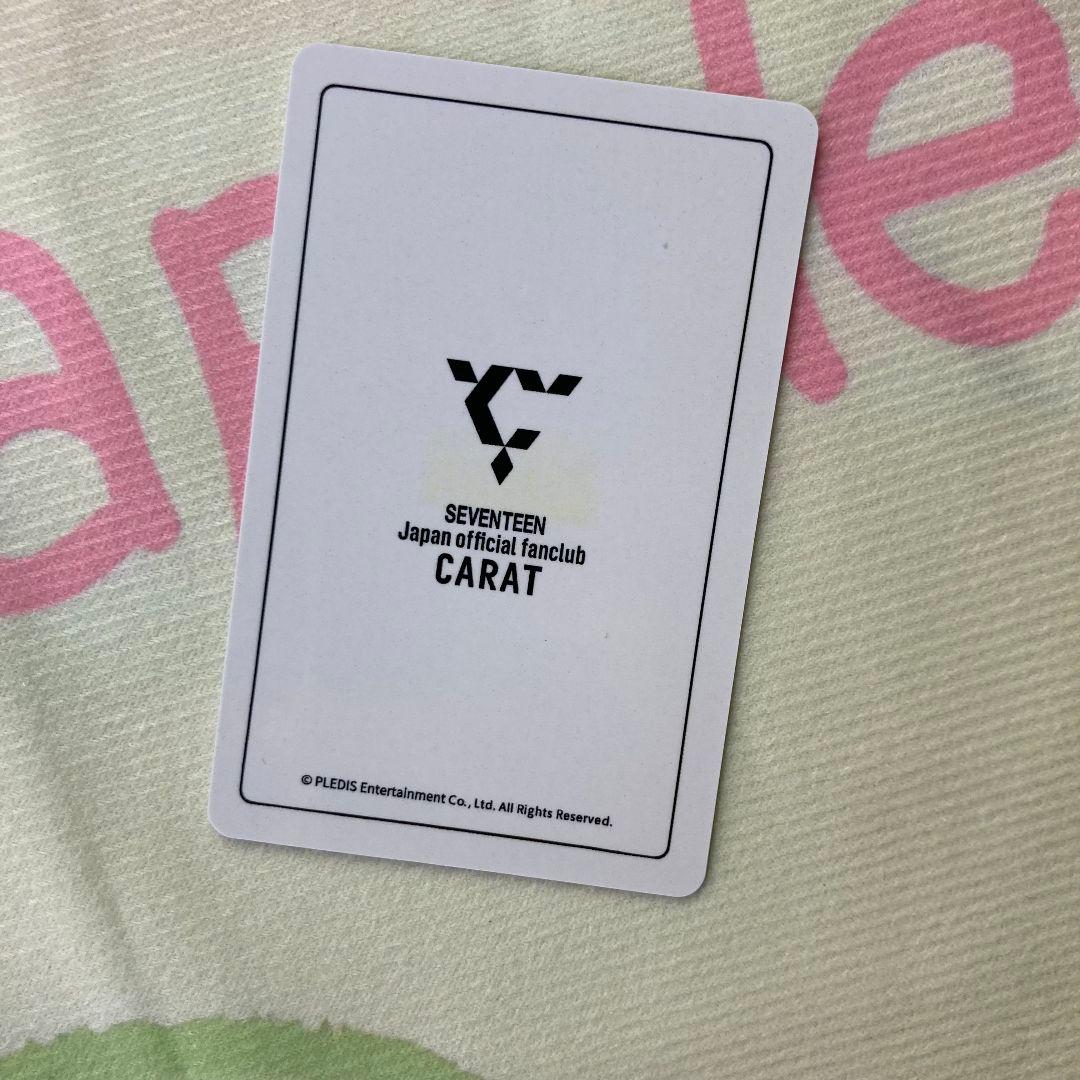 SEVENTEEN
Japan official fanclub
CARAT
© PLEDIS Entertainment Co., Ltd. All Rights Reserved.